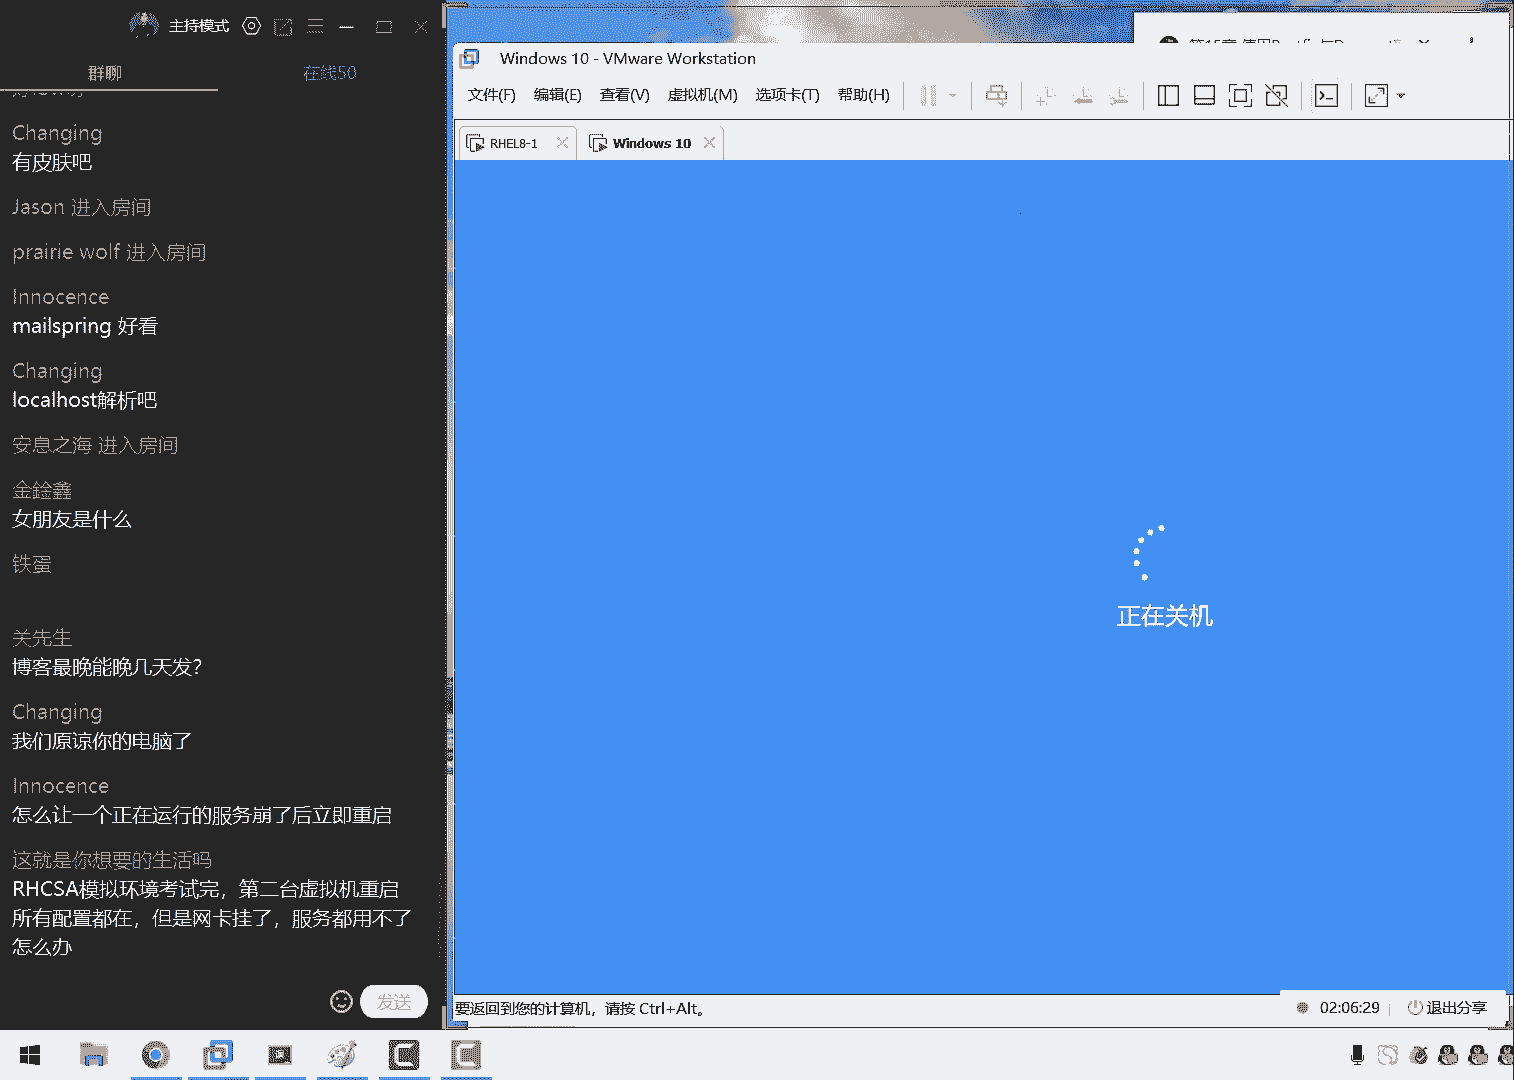 主持模式
群聊
在线50
Changing
有皮肤吧
Jason 进入房间
prairie wolf 进入房间
Innocence
mailspring 好看
Changing
localhost解析吧
安息之海 进入房间
金鍂鑫
女朋友是什么
铁蛋
关先生
博客最晚能晚几天发?
Changing
我们原谅你的电脑了
Innocence
怎么让一个正在运行的服务崩了后立即重启
这就是你想要的生活吗
RHCSA模拟环境考试完，第二台虚拟机重启
所有配置都在，但是网卡挂了，服务都用不了
怎么办
发送
Windows 10 - VMware Workstation
文件(F) 编辑(E) 查看(V) 虚拟机(M) 选项卡(T) 帮助(H)
RHEL8-1
Windows 10
正在关机
要返回到您的计算机，请按 Ctrl+Alt。
02:06:29
退出分享